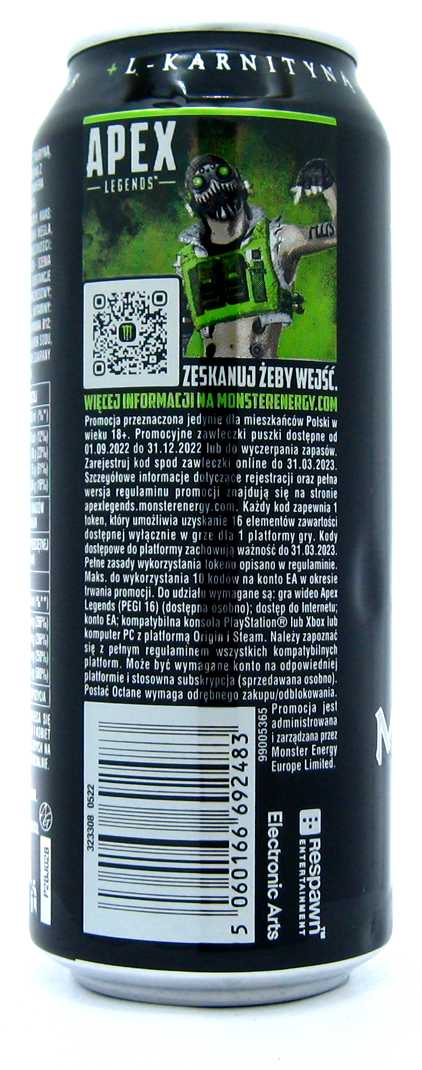 +L-KARNITYNA
APEX
LEGENDS™
ZESKANUJ ŻEBY WEJŚĆ.
WIĘCEJ INFORMACJI NA MONSTERENERGY.COM
Promocja przeznaczona jedynie dla mieszkańców Polski w
wieku 18+. Promocyjne zawleczki puszki dostępne od
01.09.2022 do 31.12.2022 lub do wyczerpania zapasów.
Zarejestruj kod spod zawleczki online do 31.03.2023.
Szczegółowe informacje dotyczące rejestracji oraz pełna
wersja regulaminu promocji znajdują się na stronie
apexlegends.monsterenergy.com. Każdy kod zapewnia 1
token, który umożliwia uzyskanie 16 elementów zawartości
dostępnej wyłącznie w grze dla 1 platformy gry. Kody
dostępowe do platformy zachowują ważność do 31.03.2023.
Pełne zasady wykorzystania tokenu opisano w regulaminie.
Maks. do wykorzystania 10 kodów na konto EA w okresie
trwania promocji. Do udziału wymagane są: gra wideo Apex
Legends (PEGI 16) (dostępna osobno); dostęp do Internetu;
konto EA; kompatybilna konsola PlayStation® lub Xbox lub
komputer PC z platformą Origin i Steam. Należy zapoznać
się z pełnym regulaminem wszystkich kompatybilnych
platform. Może być wymagane konto na odpowiedniej
platformie i stosowna subskrypcja (sprzedawana osobno).
Postać Octane wymaga odrębnego zakupu/odblokowania.
Promocja jest
administrowana
i zarządzana przez
Monster Energy
Europe Limited.
99005365
5 060166 692483
323308 0522
Electronic Arts
Respawn™
ENTERTAINMENT